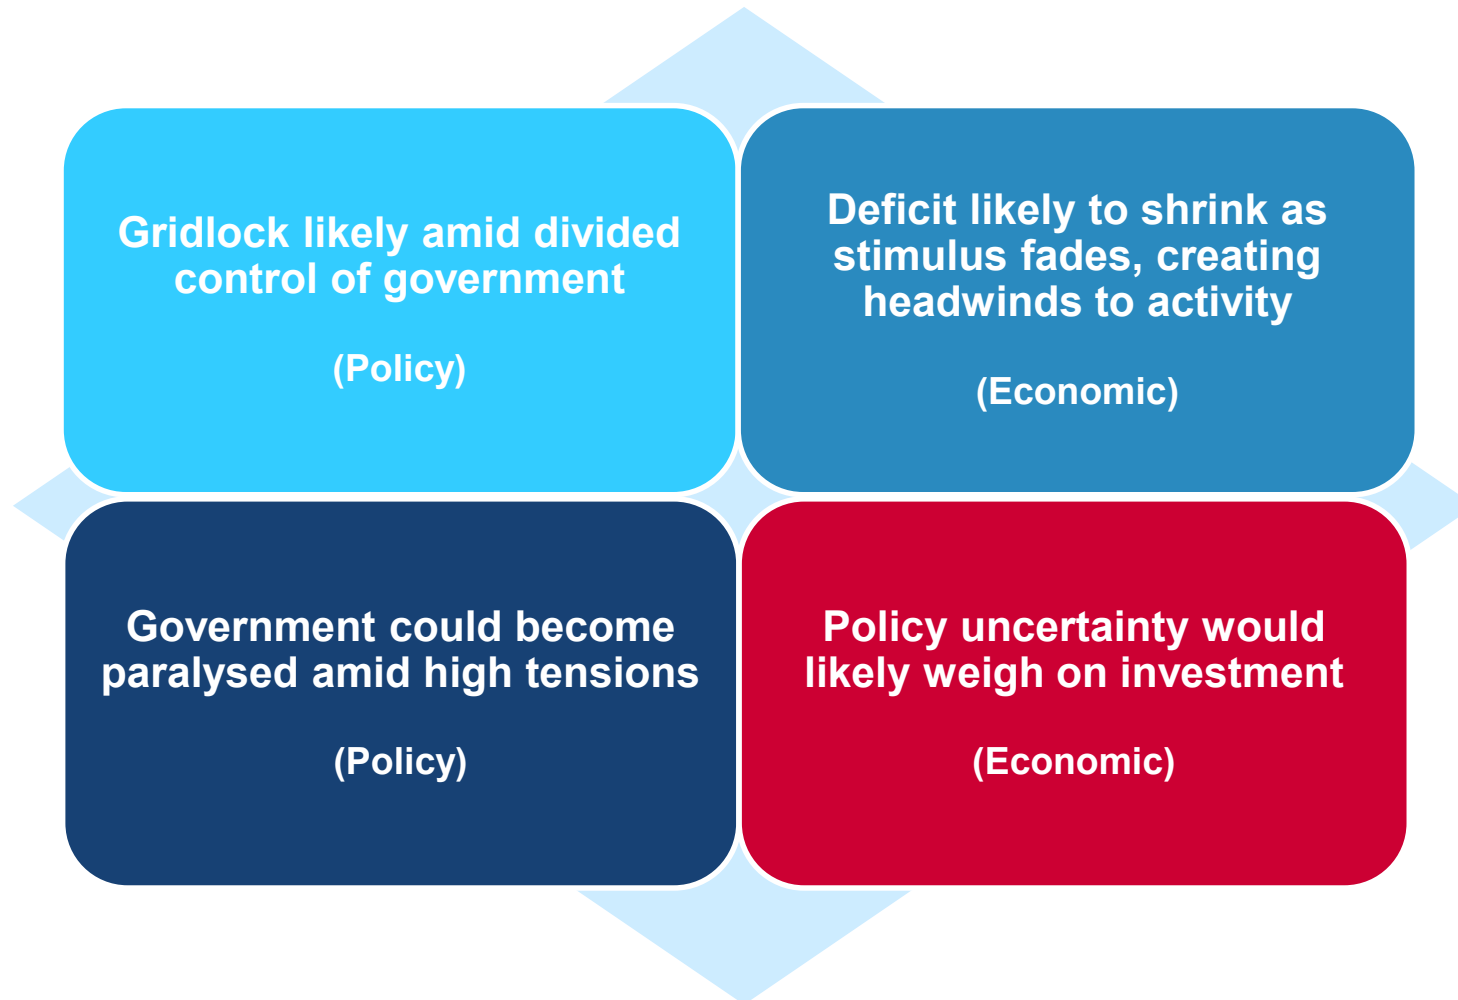 Gridlock likely amid divided
control of government
(Policy)
Deficit likely to shrink as
stimulus fades, creating
headwinds to activity
(Economic)
Government could become
paralysed amid high tensions
(Policy)
Policy uncertainty would
likely weigh on investment
(Economic)